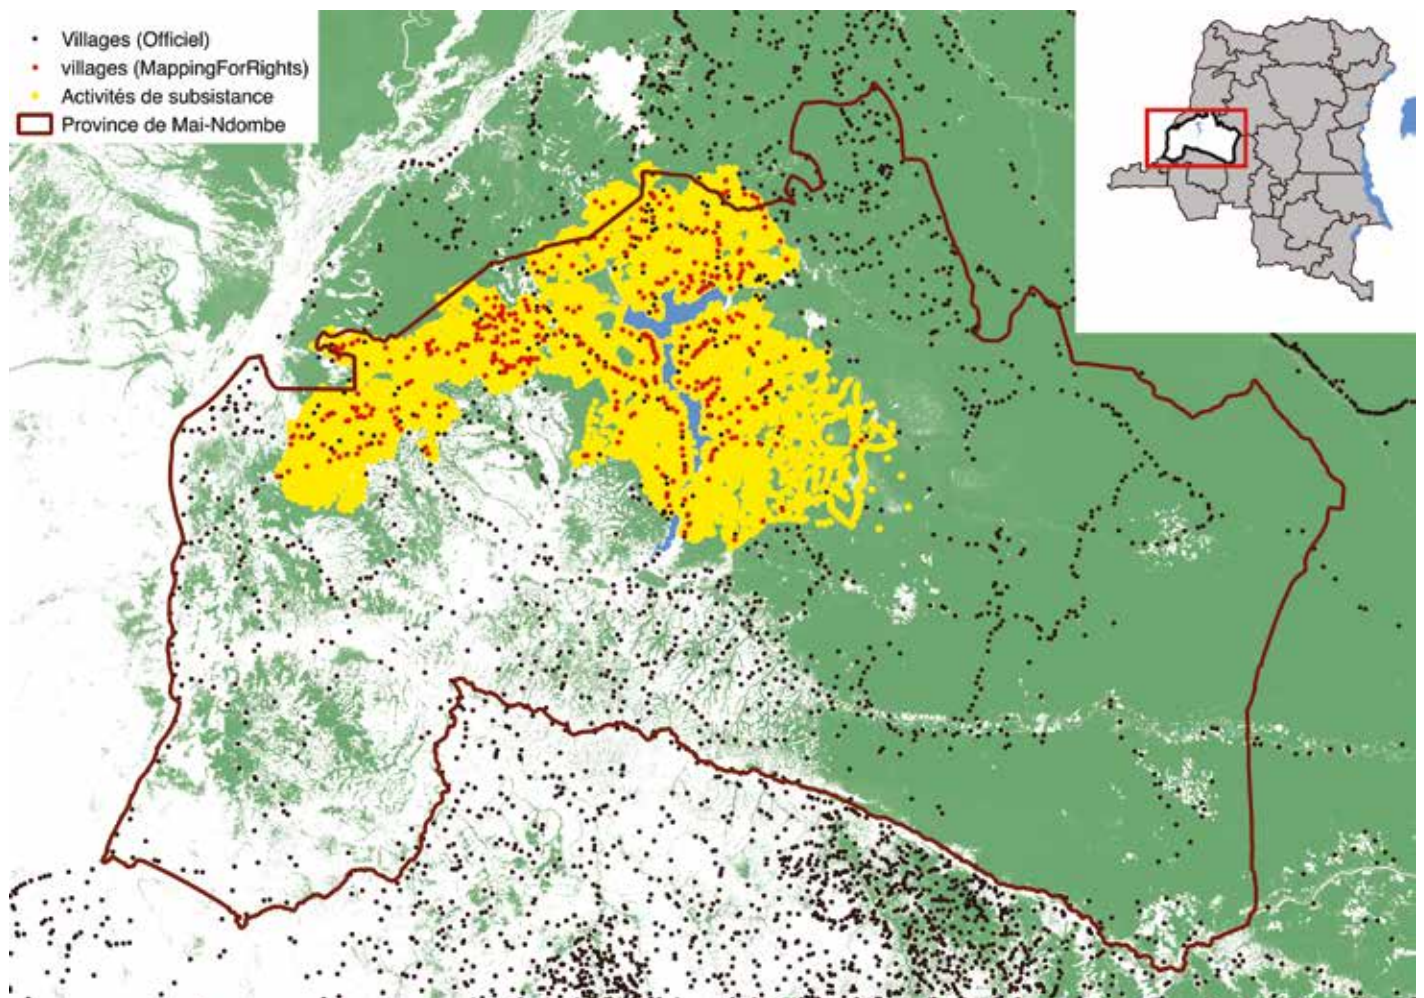 Villages (Officiel)
villages (MappingForRights)
Activités de subsistance
Province de Mai-Ndombe